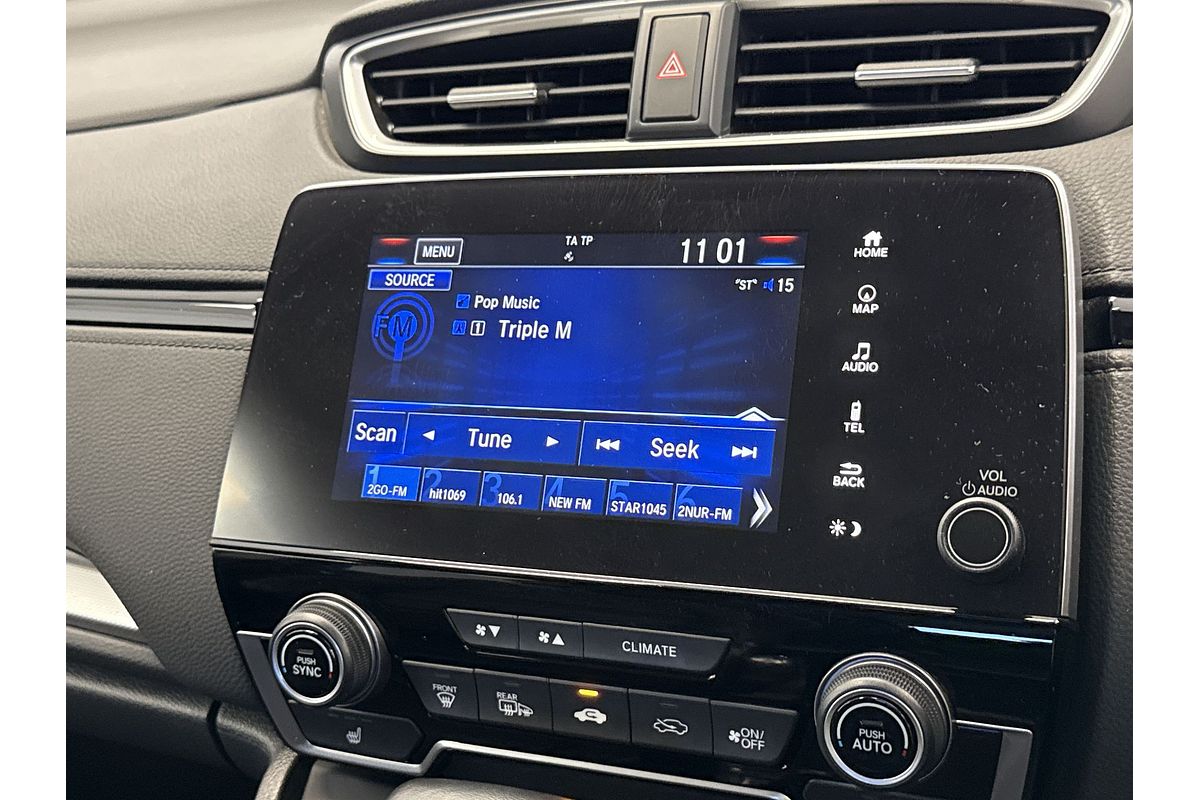 MENU
TA TP
11 01
HOME
SOURCE
"ST" 15
FM
Pop Music
1 Triple M
MAP
AUDIO
TEL
Scan
Tune
Seek
BACK
1 2GO-FM
2 hit1069
3 106.1
4 NEW FM
5 STAR1045
6 2NUR-FM
VOL
AUDIO
PUSH
SYNC
CLIMATE
FRONT
REAR
ON/
OFF
PUSH
AUTO